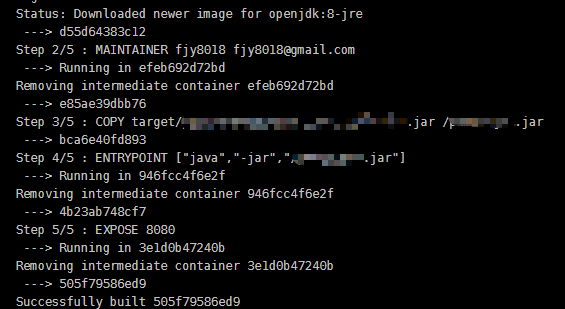 Status: Downloaded newer image for openjdk:8-jre
---> d55d64383c12
Step 2/5 : MAINTAINER fjy8018 fjy8018@gmail.com
---> Running in efeb692d72bd
Removing intermediate container efeb692d72bd
---> e85ae39dbb76
Step 3/5 : COPY target/ .jar /p .jar
---> bca6e40fd893
Step 4/5 : ENTRYPOINT ["java","-jar","/ .jar"]
---> Running in 946fcc4f6e2f
Removing intermediate container 946fcc4f6e2f
---> 4b23ab748cf7
Step 5/5 : EXPOSE 8080
---> Running in 3e1d0b47240b
Removing intermediate container 3e1d0b47240b
---> 505f79586ed9
Successfully built 505f79586ed9